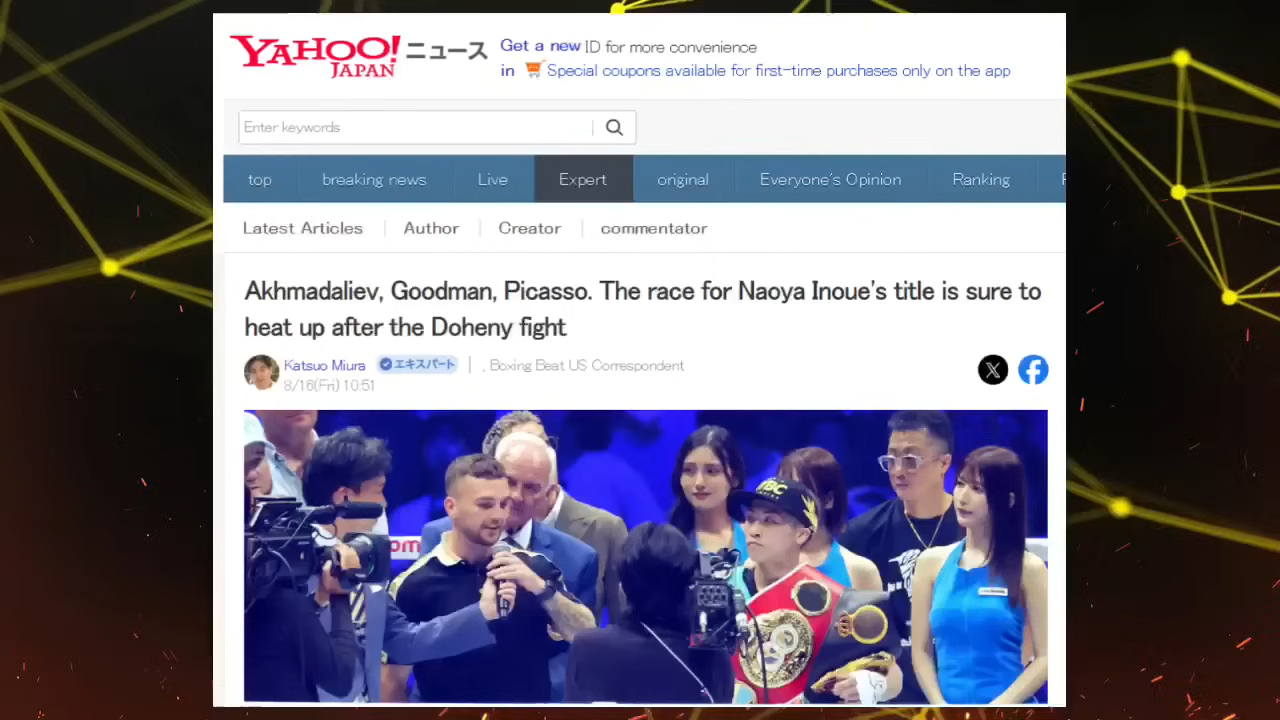 YAHOO!
JAPAN
ニュース
Get a new ID for more convenience
in Special coupons available for first-time purchases only on the app
Enter keywords
top breaking news Live Expert original Everyone's Opinion Ranking
Latest Articles Author Creator commentator
Akhmadaliev, Goodman, Picasso. The race for Naoya Inoue's title is sure to
heat up after the Doheny fight
Katsuo Miura エキスパート , Boxing Beat US Correspondent
8/16(Fri) 10:51
om